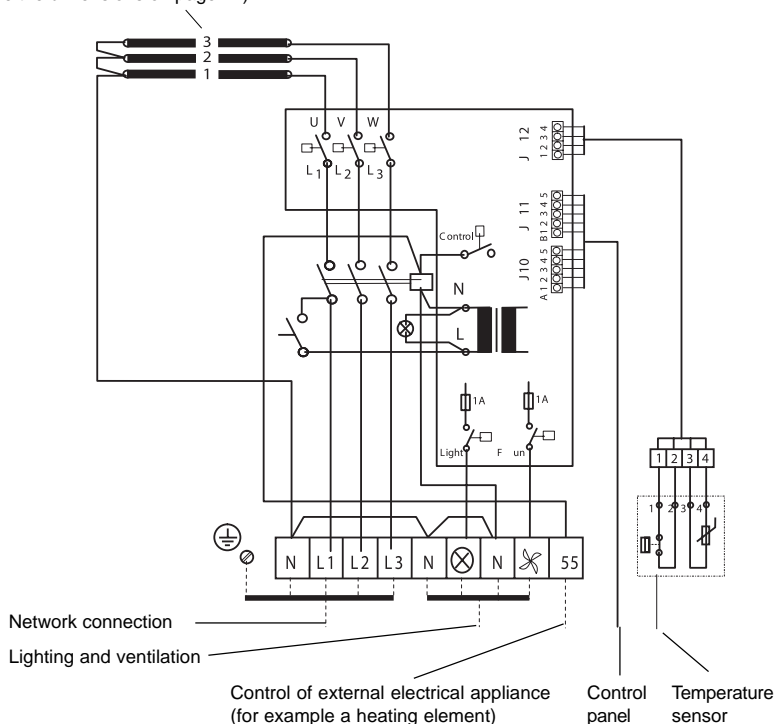 3
2
1
U V W
L1 L2 L3
J 12
1 2 3 4
J 11
B 1 2 3 4 5
J10
A 1 2 3 4 5
Control
N
L
1A
1A
Light
F un
1 2 3 4
1 2 3 4
N L1 L2 L3 N N 55
Network connection
Lighting and ventilation
Control of external electrical appliance
(for example a heating element)
Control
panel
Temperature
sensor